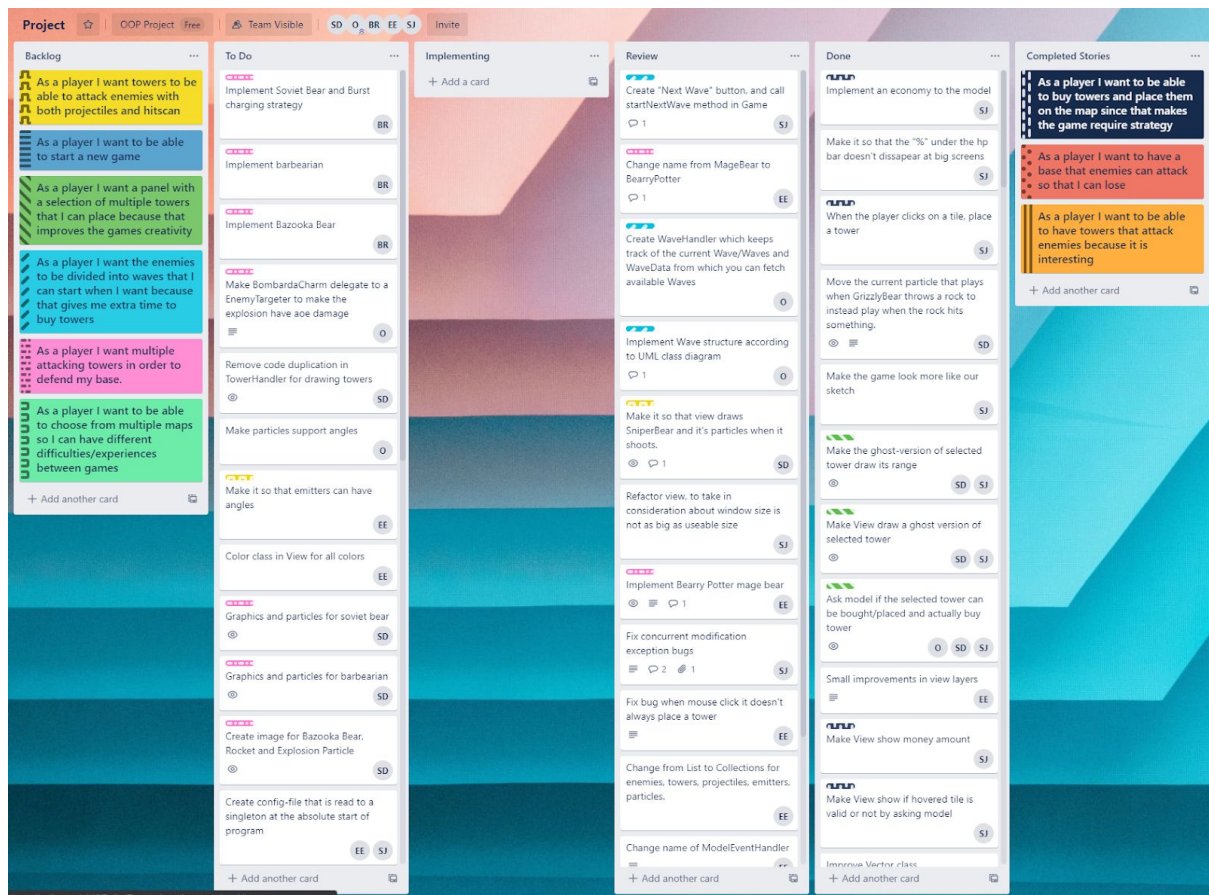 Project
OOP Project Free
Team Visible
SD O BR EE SJ
Invite
Backlog
As a player I want towers to be
able to attack enemies with
both projectiles and hitscan
As a player I want to be able
to start a new game
As a player I want a panel with
a selection of multiple towers
that I can place because that
improves the games creativity
As a player I want the enemies
to be divided into waves that I
can start when I want because
that gives me extra time to
buy towers
As a player I want multiple
attacking towers in order to
defend my base.
As a player I want to be able
to choose from multiple maps
so I can have different
difficulties/experiences
between games
+ Add another card
To Do
Implement Soviet Bear and Burst
charging strategy
BR
Implement barbearian
BR
Implement Bazooka Bear
BR
Make BombardaCharm delegate to a
EnemyTargeter to make the
explosion have aoe damage
O
Remove code duplication in
TowerHandler for drawing towers
SD
Make particles support angles
O
Make it so that emitters can have
angles
EE
Color class in View for all colors
EE
Graphics and particles for soviet bear
SD
Graphics and particles for barbearian
SD
Create image for Bazooka Bear,
Rocket and Explosion Particle
SD
Create config-file that is read to a
singleton at the absolute start of
program
EE SJ
+ Add another card
Implementing
+ Add a card
Review
Create "Next Wave" button, and call
startNextWave method in Game
1
SJ
Change name from MageBear to
BearryPotter
1
EE
Create WaveHandler which keeps
track of the current Wave/Waves and
WaveData from which you can fetch
available Waves
O
Implement Wave structure according
to UML class diagram
1
O
Make it so that view draws
SniperBear and it's particles when it
shoots.
1
SD
Refactor view, to take in
consideration about window size is
not as big as useable size
SJ
Implement Bearry Potter mage bear
1
EE
Fix concurrent modification
exception bugs
2 1
SJ
Fix bug when mouse click it doesn't
always place a tower
EE
Change from List to Collections for
enemies, towers, projectiles, emitters,
particles.
EE
Change name of ModelEventHandler
+ Add another card
Done
Implement an economy to the model
SJ
Make it so that the "%" under the hp
bar doesn't dissapear at big screens
SJ
When the player clicks on a tile, place
a tower
SJ
Move the current particle that plays
when GrizzlyBear throws a rock to
instead play when the rock hits
something.
SD
Make the game look more like our
sketch
SJ
Make the ghost-version of selected
tower draw its range
SD SJ
Make View draw a ghost version of
selected tower
SD SJ
Ask model if the selected tower can
be bought/placed and actually buy
tower
O SD SJ
Small improvements in view layers
EE
Make View show money amount
SJ
Make View show if hovered tile is
valid or not by asking model
SJ
Improve Vector class
+ Add another card
Completed Stories
As a player I want to be able
to buy towers and place them
on the map since that makes
the game require strategy
As a player I want to have a
base that enemies can attack
so that I can lose
As a player I want to be able
to have towers that attack
enemies because it is
interesting
+ Add another card